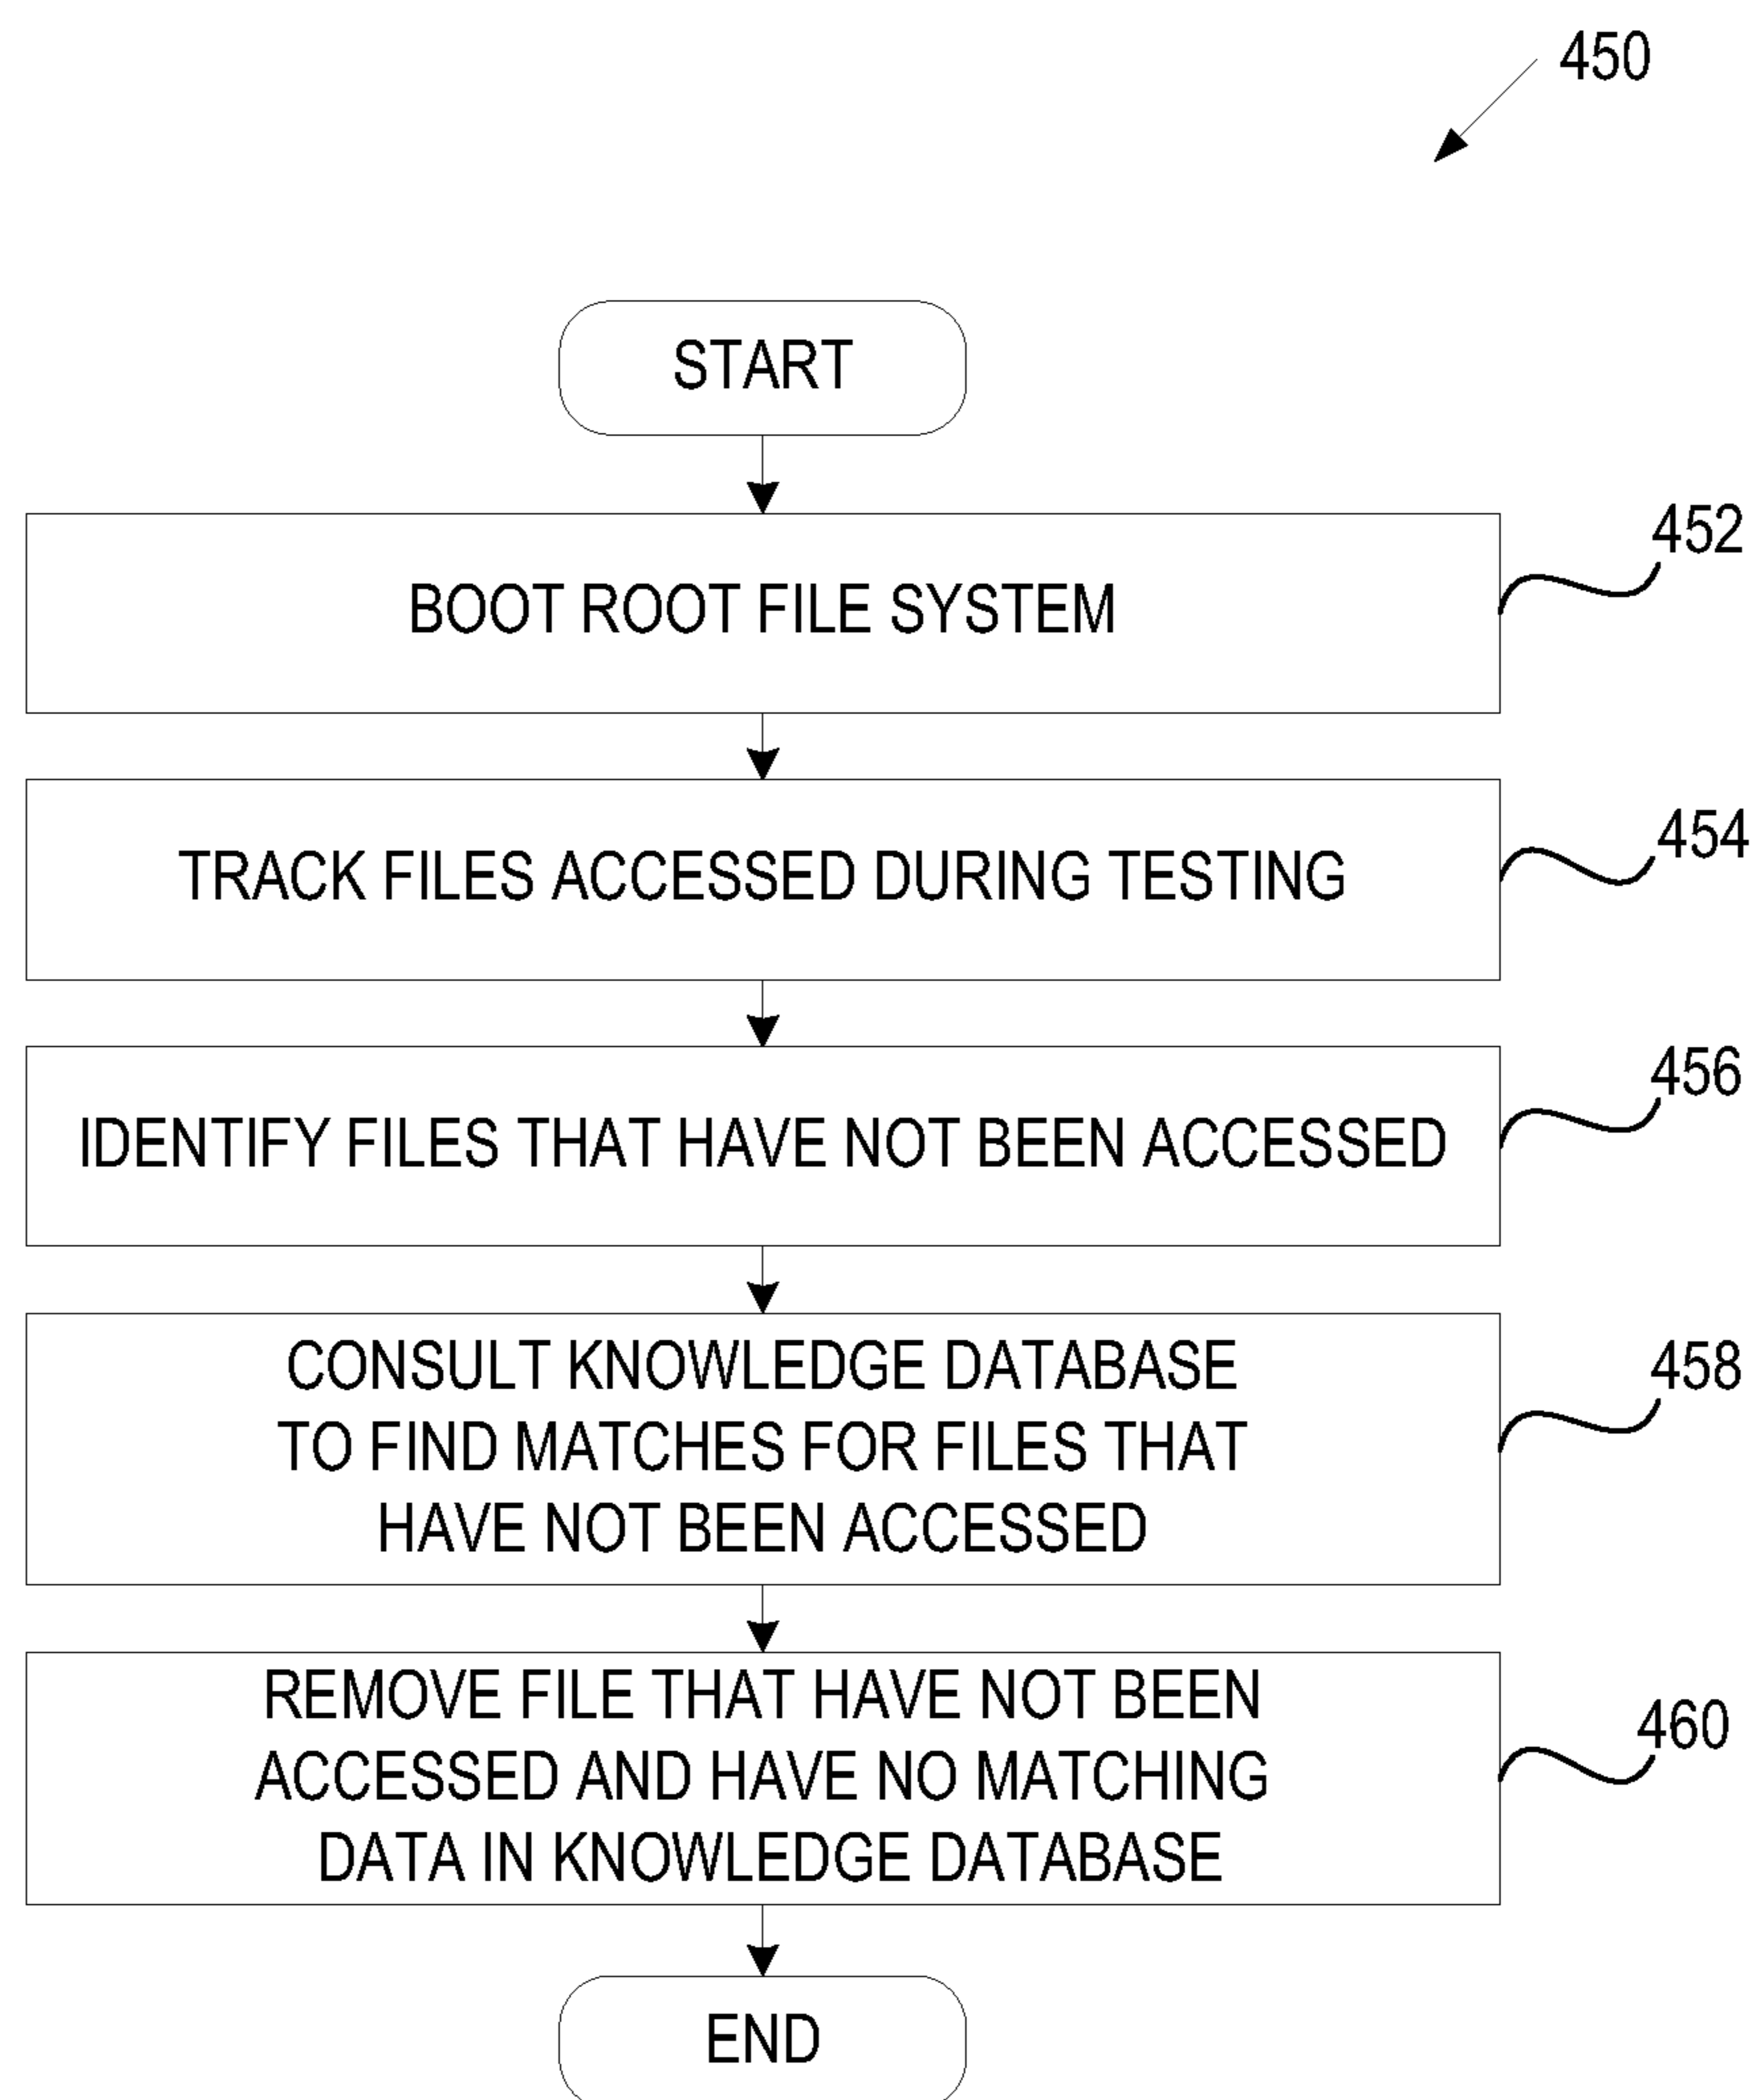 450
START
BOOT ROOT FILE SYSTEM
452
TRACK FILES ACCESSED DURING TESTING
454
IDENTIFY FILES THAT HAVE NOT BEEN ACCESSED
456
CONSULT KNOWLEDGE DATABASE
TO FIND MATCHES FOR FILES THAT
HAVE NOT BEEN ACCESSED
458
REMOVE FILE THAT HAVE NOT BEEN
ACCESSED AND HAVE NO MATCHING
DATA IN KNOWLEDGE DATABASE
460
END